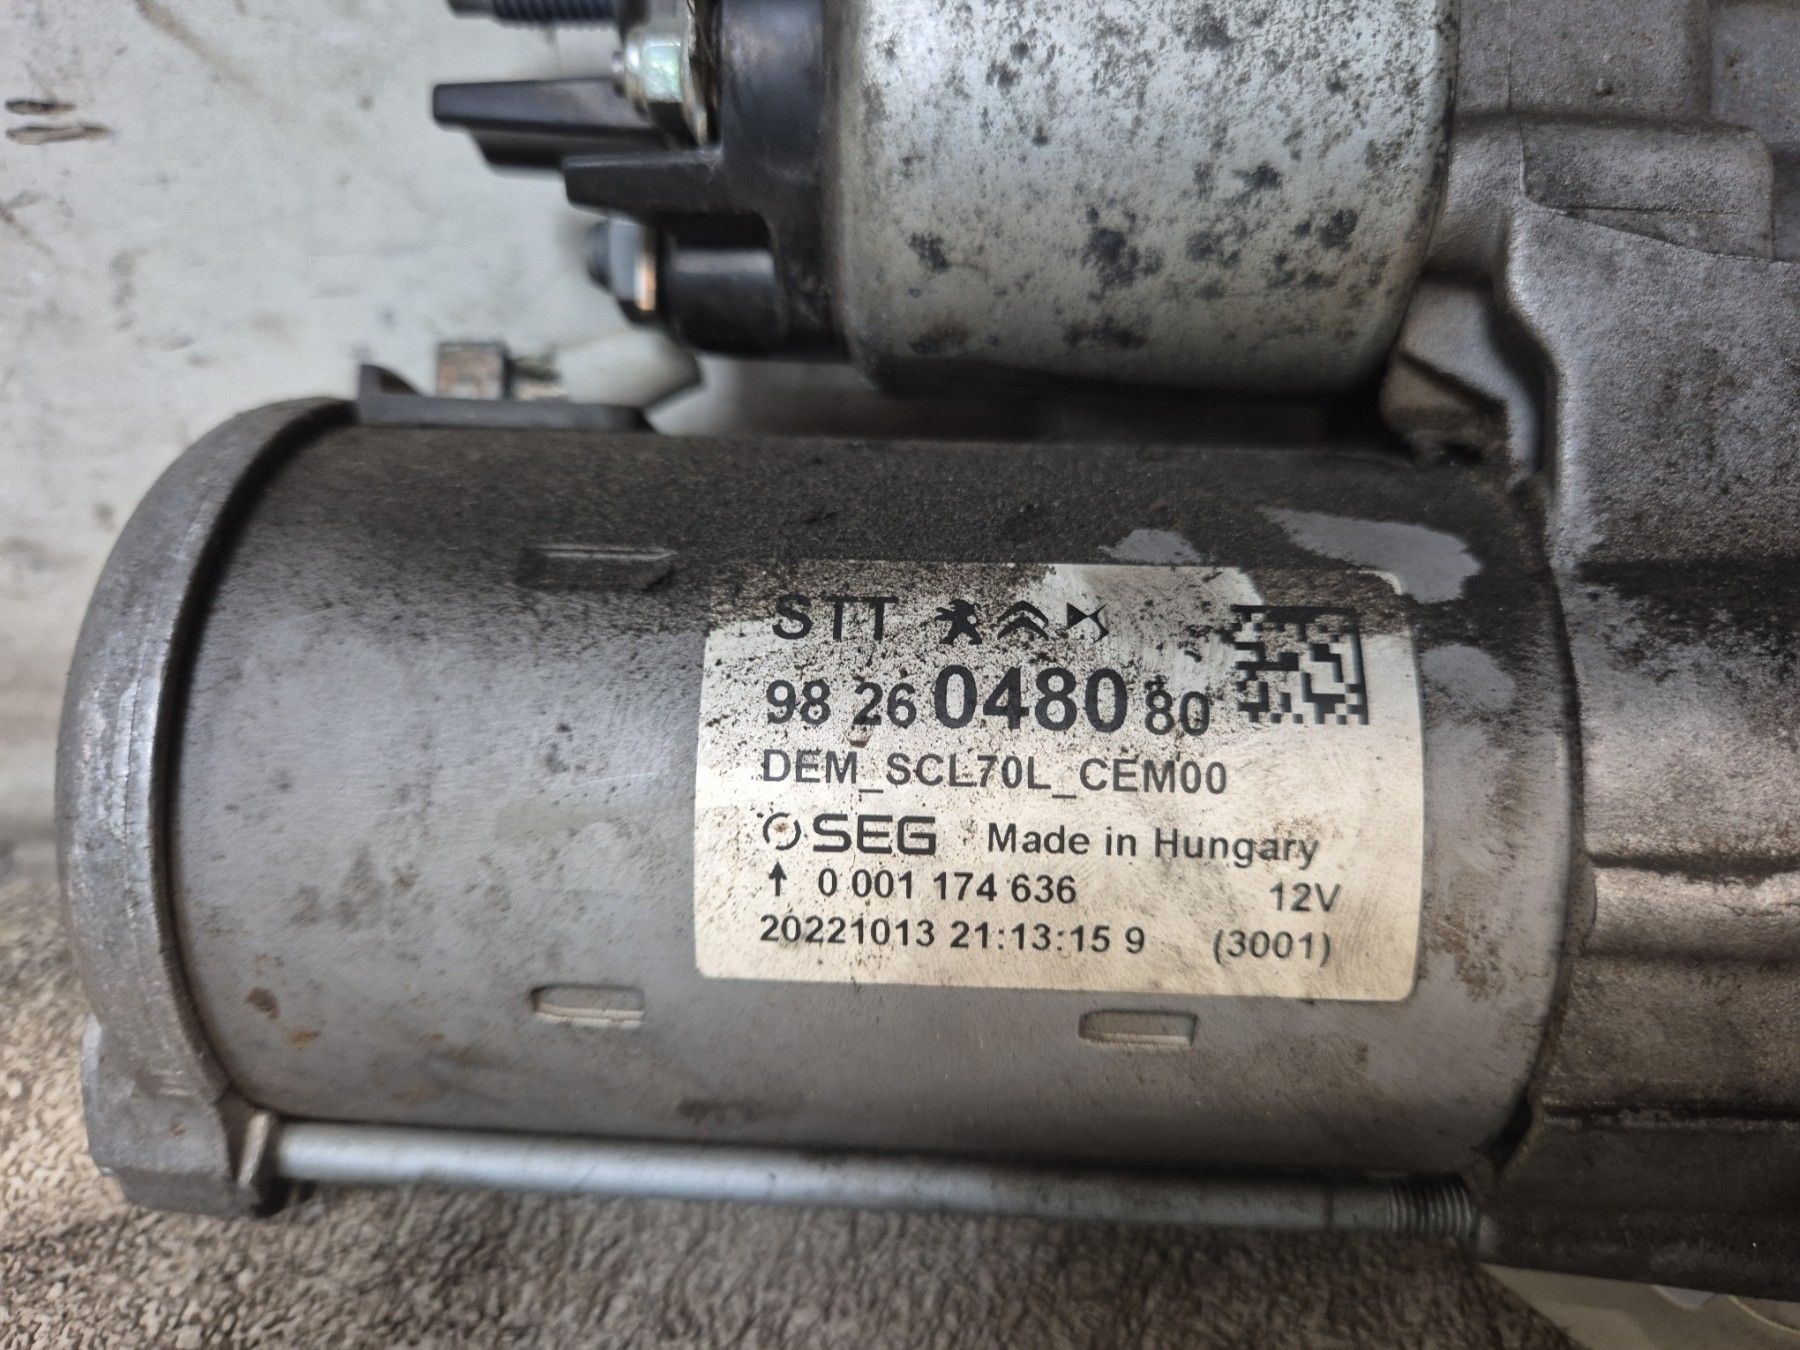 STT
98 26 0480 80
DEM_SCL70L_CEM00
SEG Made in Hungary
↑ 0 001 174 636 12V
20221013 21:13:15 9 (3001)